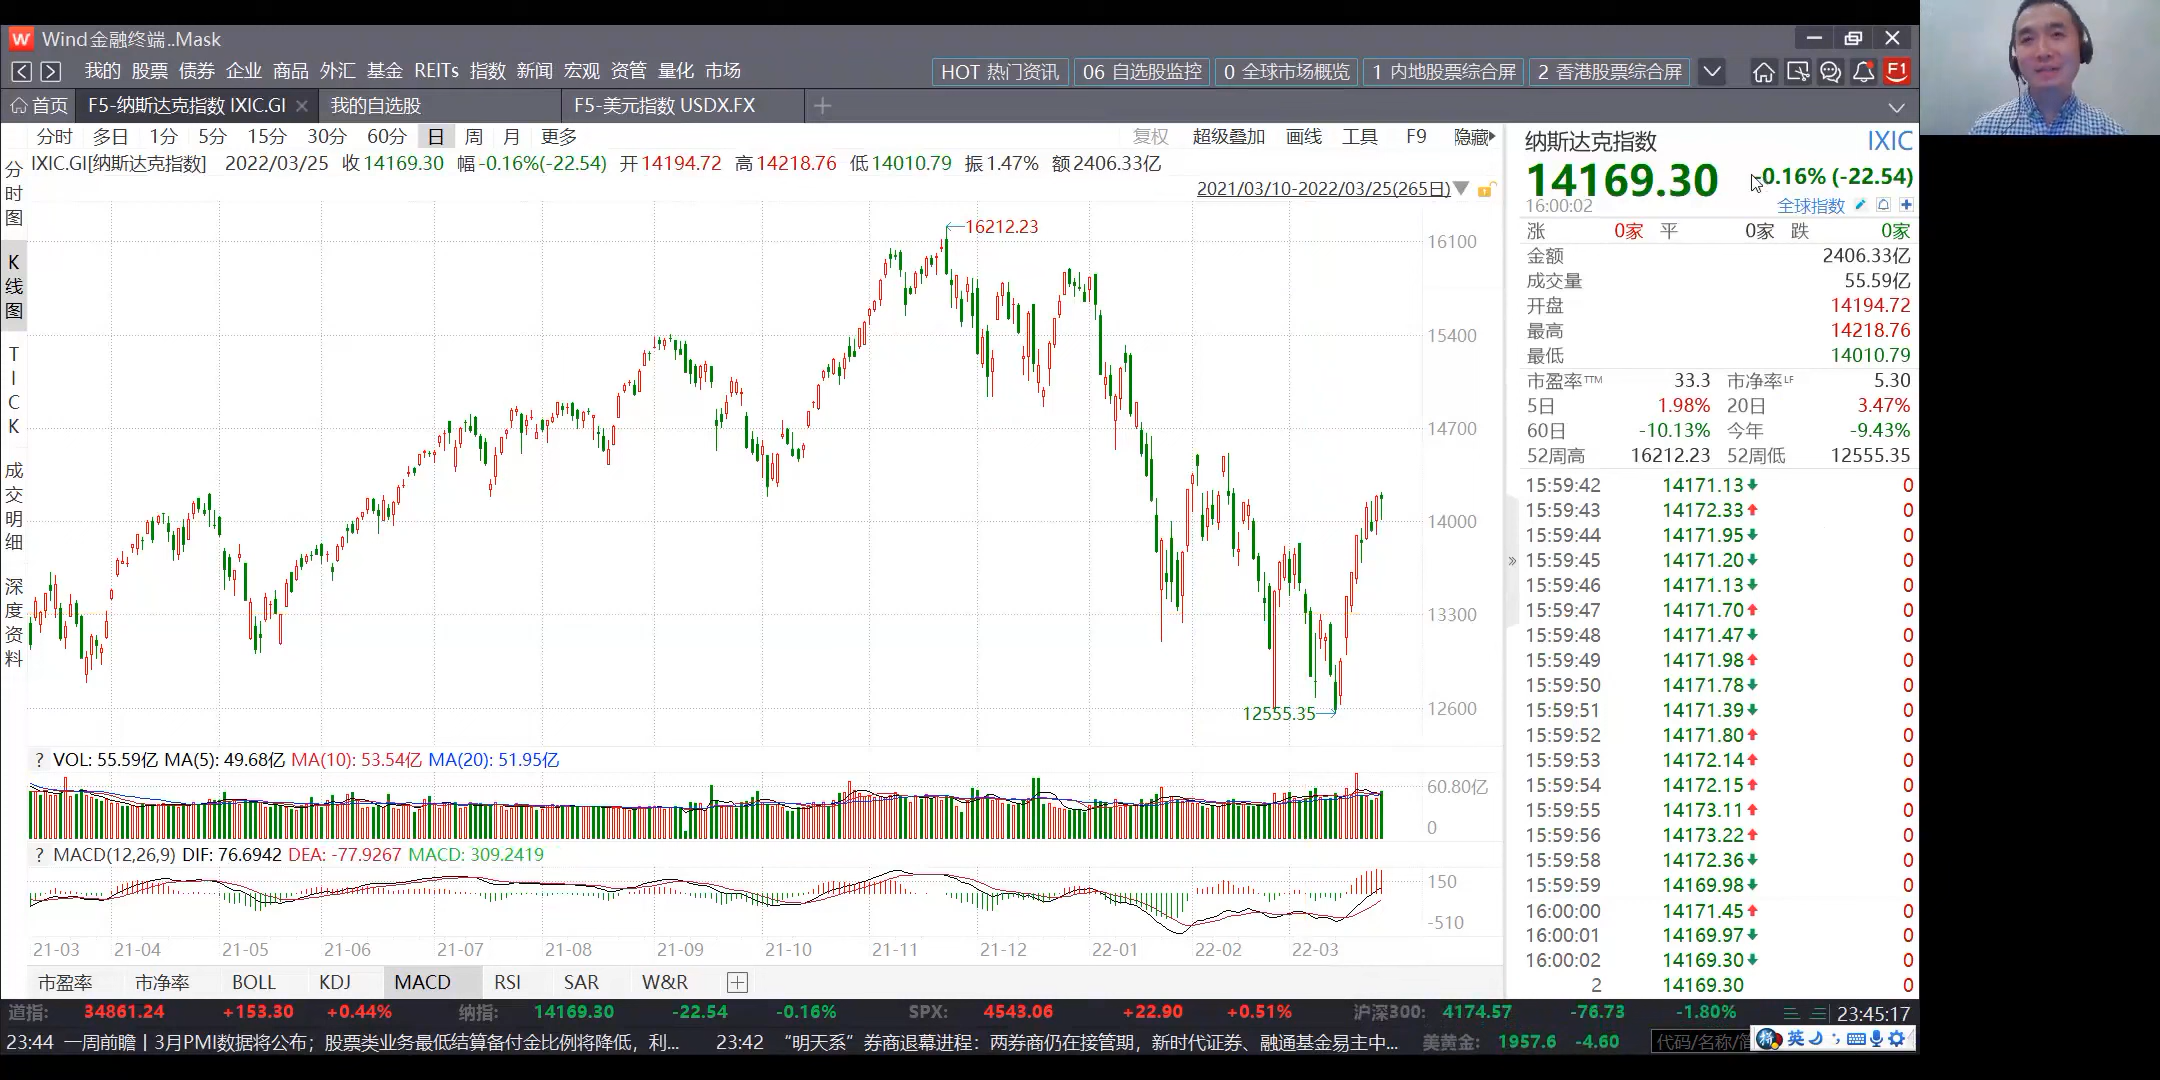 Wind金融终端..Mask
我的 股票 债券 企业 商品 外汇 基金 REITs 指数 新闻 宏观 资管 量化 市场
HOT 热门资讯 06 自选股监控 0 全球市场概览 1 内地股票综合屏 2 香港股票综合屏
F1
首页 F5-纳斯达克指数 IXIC.GI 我的自选股 F5-美元指数 USDX.FX
分时 多日 1分 5分 15分 30分 60分 日 周 月 更多 复权 超级叠加 画线 工具 F9 隐藏
IXIC.GI[纳斯达克指数] 2022/03/25 收14169.30 幅-0.16%(-22.54) 开14194.72 高14218.76 低14010.79 振1.47% 额2406.33亿
2021/03/10-2022/03/25(265日)
分时图
K线图
TICK
成交明细
深度资料
16212.23
12555.35
16100
15400
14700
14000
13300
12600
? VOL: 55.59亿 MA(5): 49.68亿 MA(10): 53.54亿 MA(20): 51.95亿
60.80亿
0
? MACD(12,26,9) DIF: 76.6942 DEA: -77.9267 MACD: 309.2419
150
-510
21-03 21-04 21-05 21-06 21-07 21-08 21-09 21-10 21-11 21-12 22-01 22-02 22-03
市盈率 市净率 BOLL KDJ MACD RSI SAR W&R
纳斯达克指数 IXIC
14169.30 -0.16% (-22.54)
16:00:02 全球指数
涨 0家 平 0家 跌 0家
金额 2406.33亿
成交量 55.59亿
开盘 14194.72
最高 14218.76
最低 14010.79
市盈率TTM 33.3 市净率LF 5.30
5日 1.98% 20日 3.47%
60日 -10.13% 今年 -9.43%
52周高 16212.23 52周低 12555.35
15:59:42 14171.13 0
15:59:43 14172.33 0
15:59:44 14171.95 0
15:59:45 14171.20 0
15:59:46 14171.13 0
15:59:47 14171.70 0
15:59:48 14171.47 0
15:59:49 14171.98 0
15:59:50 14171.78 0
15:59:51 14171.39 0
15:59:52 14171.80 0
15:59:53 14172.14 0
15:59:54 14172.15 0
15:59:55 14173.11 0
15:59:56 14173.22 0
15:59:58 14172.36 0
15:59:59 14169.98 0
16:00:00 14171.45 0
16:00:01 14169.97 0
16:00:02 14169.30 0
2 14169.30 0
道指: 34861.24 +153.30 +0.44% 纳指: 14169.30 -22.54 -0.16% SPX: 4543.06 +22.90 +0.51% 沪深300: 4174.57 -76.73 -1.80% 23:45:17
23:44 一周前瞻丨3月PMI数据将公布；股票类业务最低结算备付金比例将降低，利... 23:42 “明天系”券商退幕进程：两券商仍在接管期，新时代证券、融通基金易主中... 美黄金: 1957.6 -4.60 代码/名称/简 英